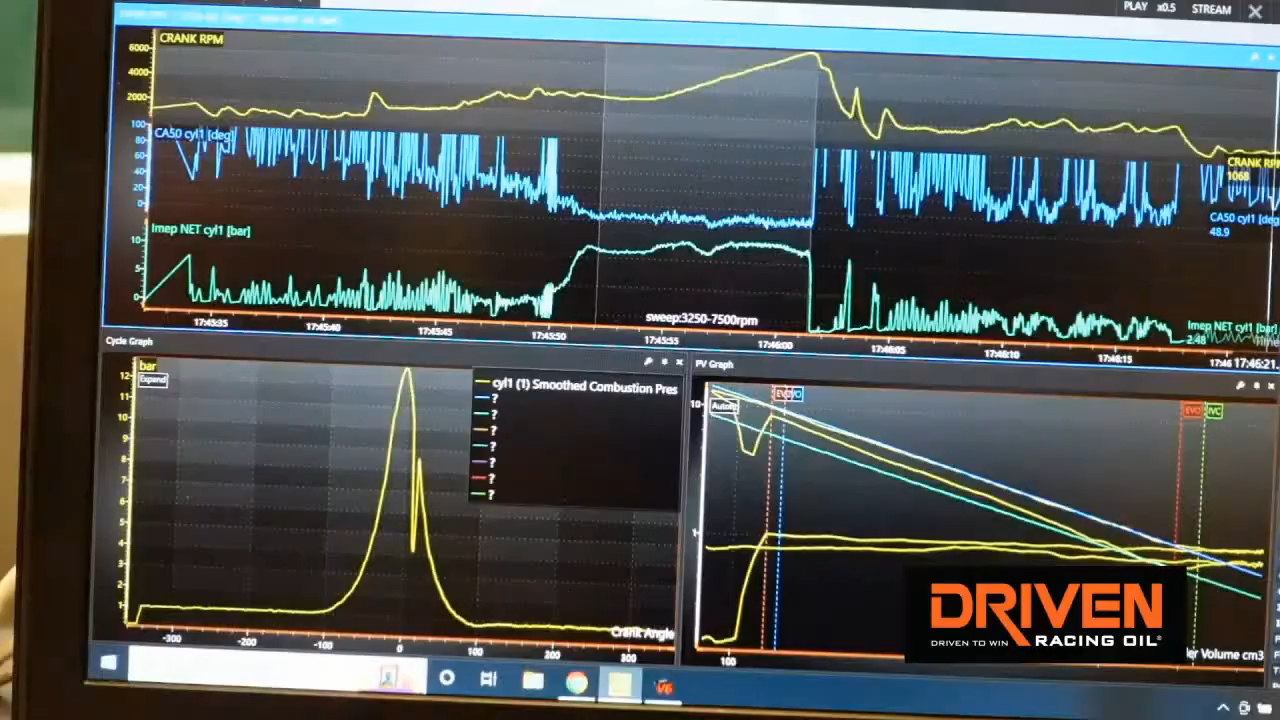 PLAY x0.5 STREAM
CRANK RPM
6000
4000
2000
100
CA50 cyl1 [deg]
80
60
40
20
0
CRANK RPM
1068
CA50 cyl1 [deg
48.9
Imep NET cyl1 [bar]
10
5
0
sweep:3250-7500rpm
Imep NET cyl1 [bar]
2.48
17:45:35 17:45:40 17:45:45 17:45:50 17:45:55 17:46:00 17:46:05 17:46:10 17:46:15 17:46 17:46:21.
Cycle Graph
bar
Expand
12
11
10
9
8
7
6
5
4
3
2
1
cyl1 (1) Smoothed Combustion Pres
?
?
?
?
?
?
?
Crank Angle
-300 -200 -100 0 100 200 300
PV Graph
10
1
EVO IVC
100
ler Volume cm3
DRIVEN
DRIVEN TO WIN RACING OIL